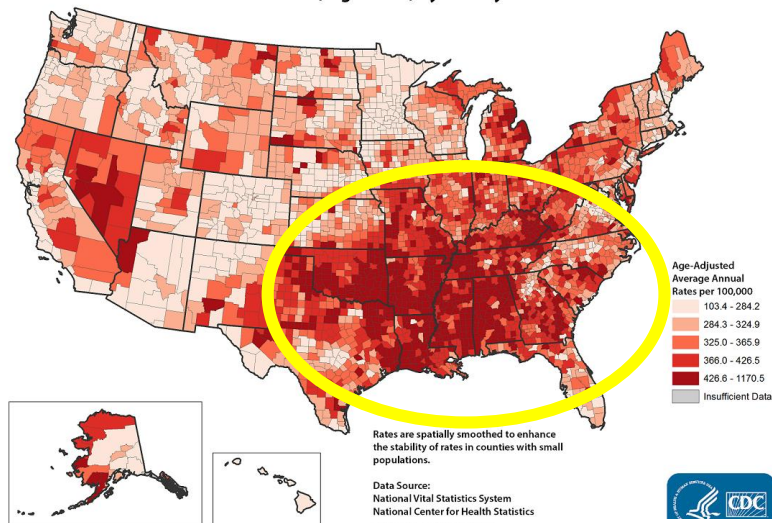 Age-Adjusted
Average Annual
Rates per 100,000
103.4 - 284.2
284.3 - 324.9
325.0 - 365.9
366.0 - 426.5
426.6 - 1170.5
Insufficient Data
Rates are spatially smoothed to enhance
the stability of rates in counties with small
populations.
Data Source:
National Vital Statistics System
National Center for Health Statistics
CDC